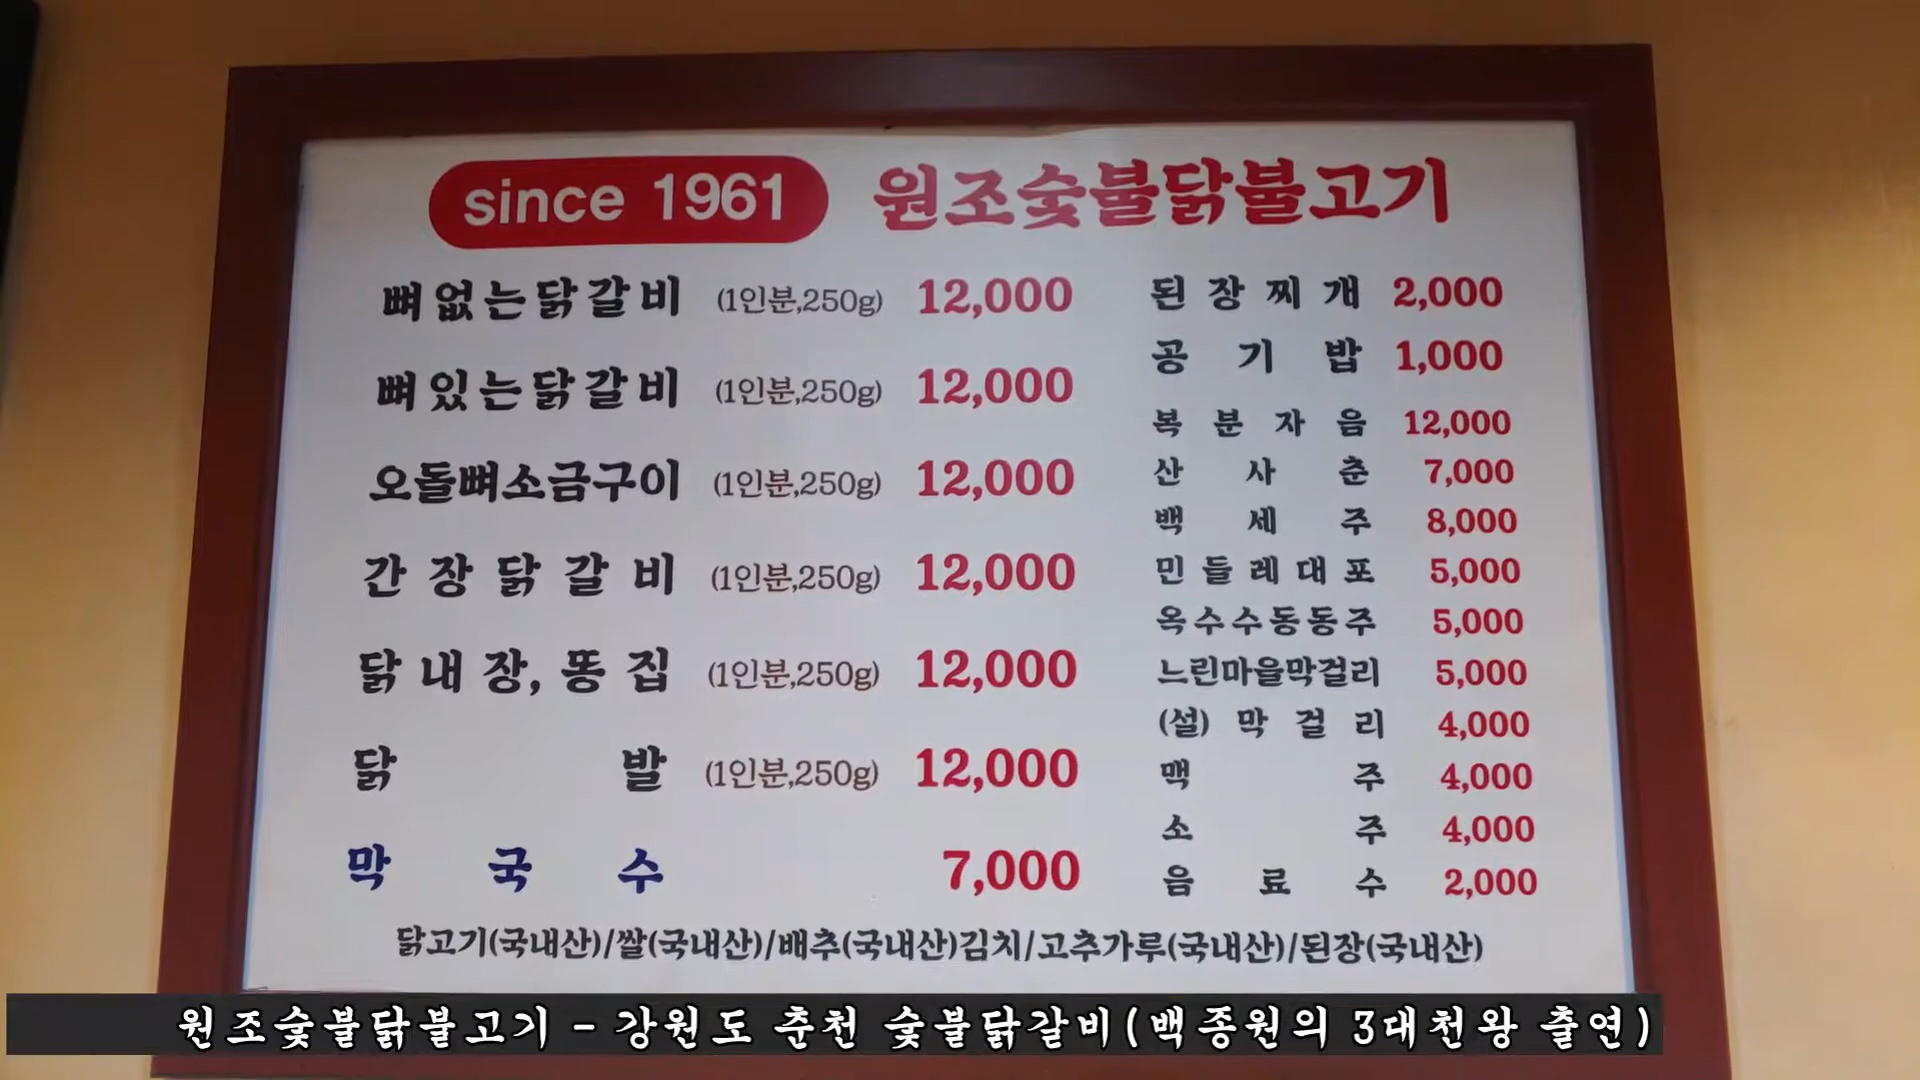 since 1961 원조숯불닭불고기
뼈없는닭갈비 (1인분,250g) 12,000
뼈있는닭갈비 (1인분,250g) 12,000
오돌뼈소금구이 (1인분,250g) 12,000
간장닭갈비 (1인분,250g) 12,000
닭내장, 똥집 (1인분,250g) 12,000
닭발 (1인분,250g) 12,000
막국수 7,000
된장찌개 2,000
공기밥 1,000
복분자음 12,000
산사춘 7,000
백세주 8,000
민들레대포 5,000
옥수수동동주 5,000
느린마을막걸리 5,000
(설)막걸리 4,000
맥주 4,000
소주 4,000
음료수 2,000
닭고기(국내산)/쌀(국내산)/배추(국내산)김치/고추가루(국내산)/된장(국내산)
원조숯불닭불고기 - 강원도 춘천 숯불닭갈비(백종원의 3대천왕 출연)